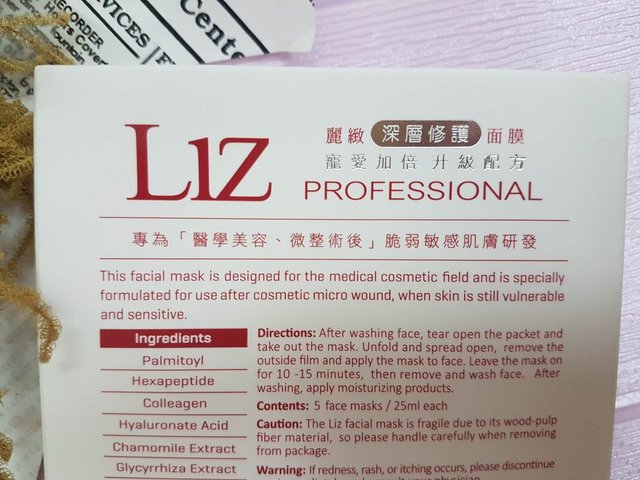 Cente
RVICES | F
RECORDER
Hears Cover
ountain
LIZ
麗緻 深層修護 面膜
寵愛加倍 升級配方
PROFESSIONAL
專為「醫學美容、微整術後」脆弱敏感肌膚研發
This facial mask is designed for the medical cosmetic field and is specially
formulated for use after cosmetic micro wound, when skin is still vulnerable
and sensitive.
Ingredients
Palmitoyl
Hexapeptide
Colleagen
Hyaluronate Acid
Chamomile Extract
Glycyrrhiza Extract
Directions: After washing face, tear open the packet and
take out the mask. Unfold and spread open, remove the
outside film and apply the mask to face. Leave the mask on
for 10 -15 minutes, then remove and wash face. After
washing, apply moisturizing products.
Contents: 5 face masks / 25ml each
Caution: The Liz facial mask is fragile due to its wood-pulp
fiber material, so please handle carefully when removing
from package.
Warning: If redness, rash, or itching occurs, please discontinue